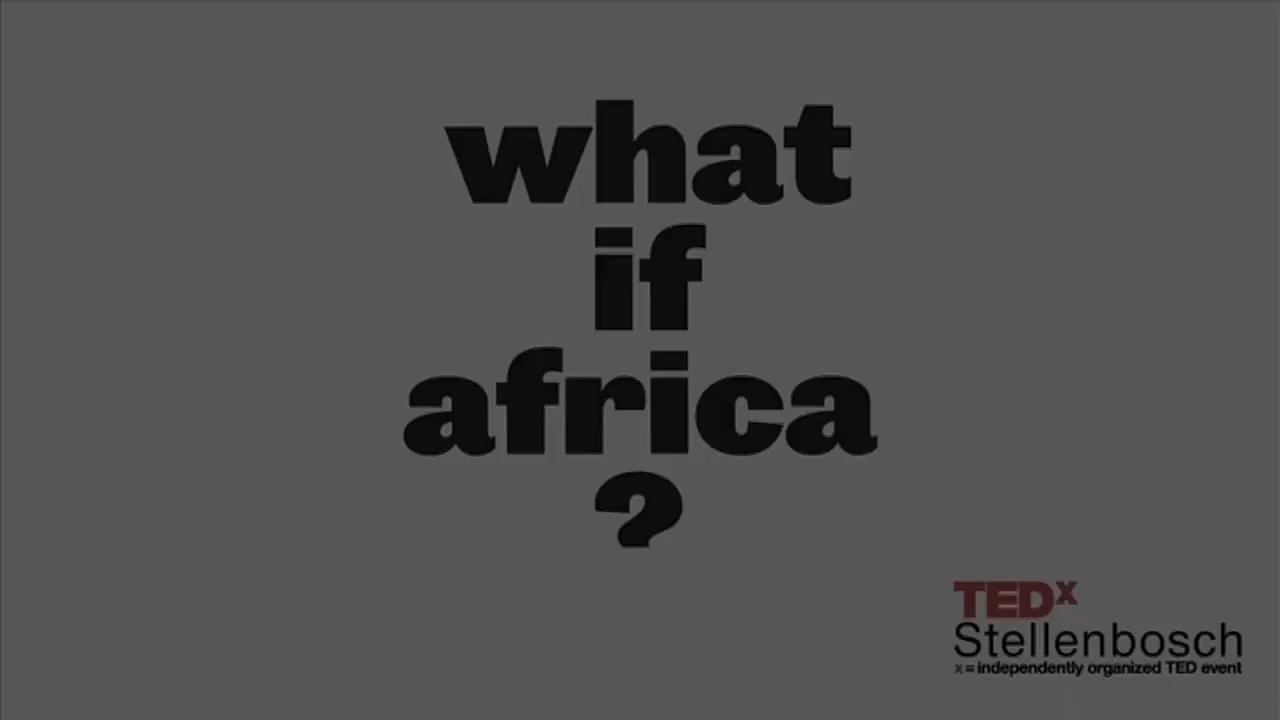 what
if
africa
?
TEDx
Stellenbosch
x = independently organized TED event